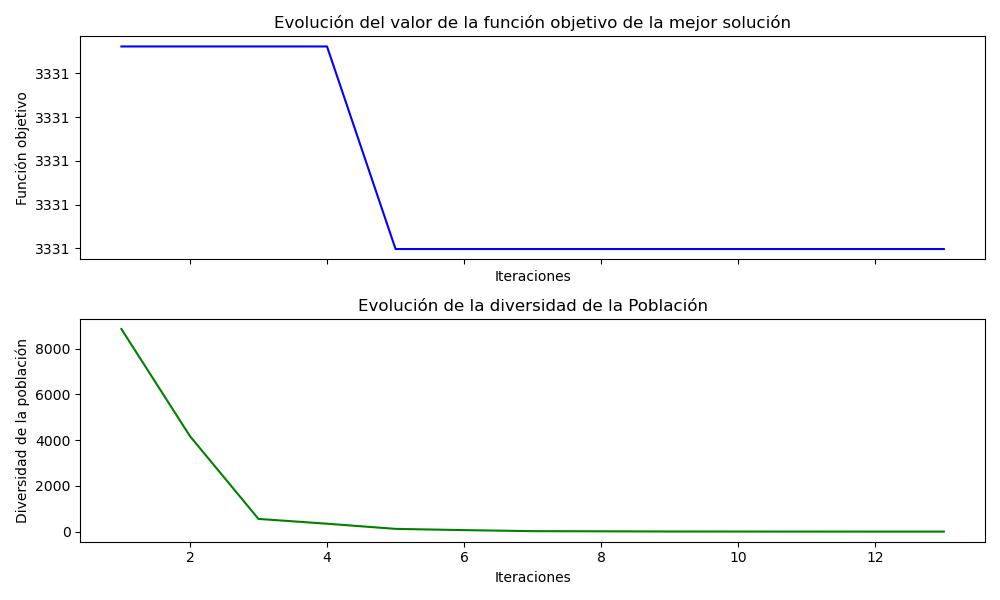 Evolución del valor de la función objetivo de la mejor solución
Función objetivo
3331
3331
3331
3331
3331
Iteraciones
Evolución de la diversidad de la Población
Diversidad de la población
8000
6000
4000
2000
0
2 4 6 8 10 12
Iteraciones